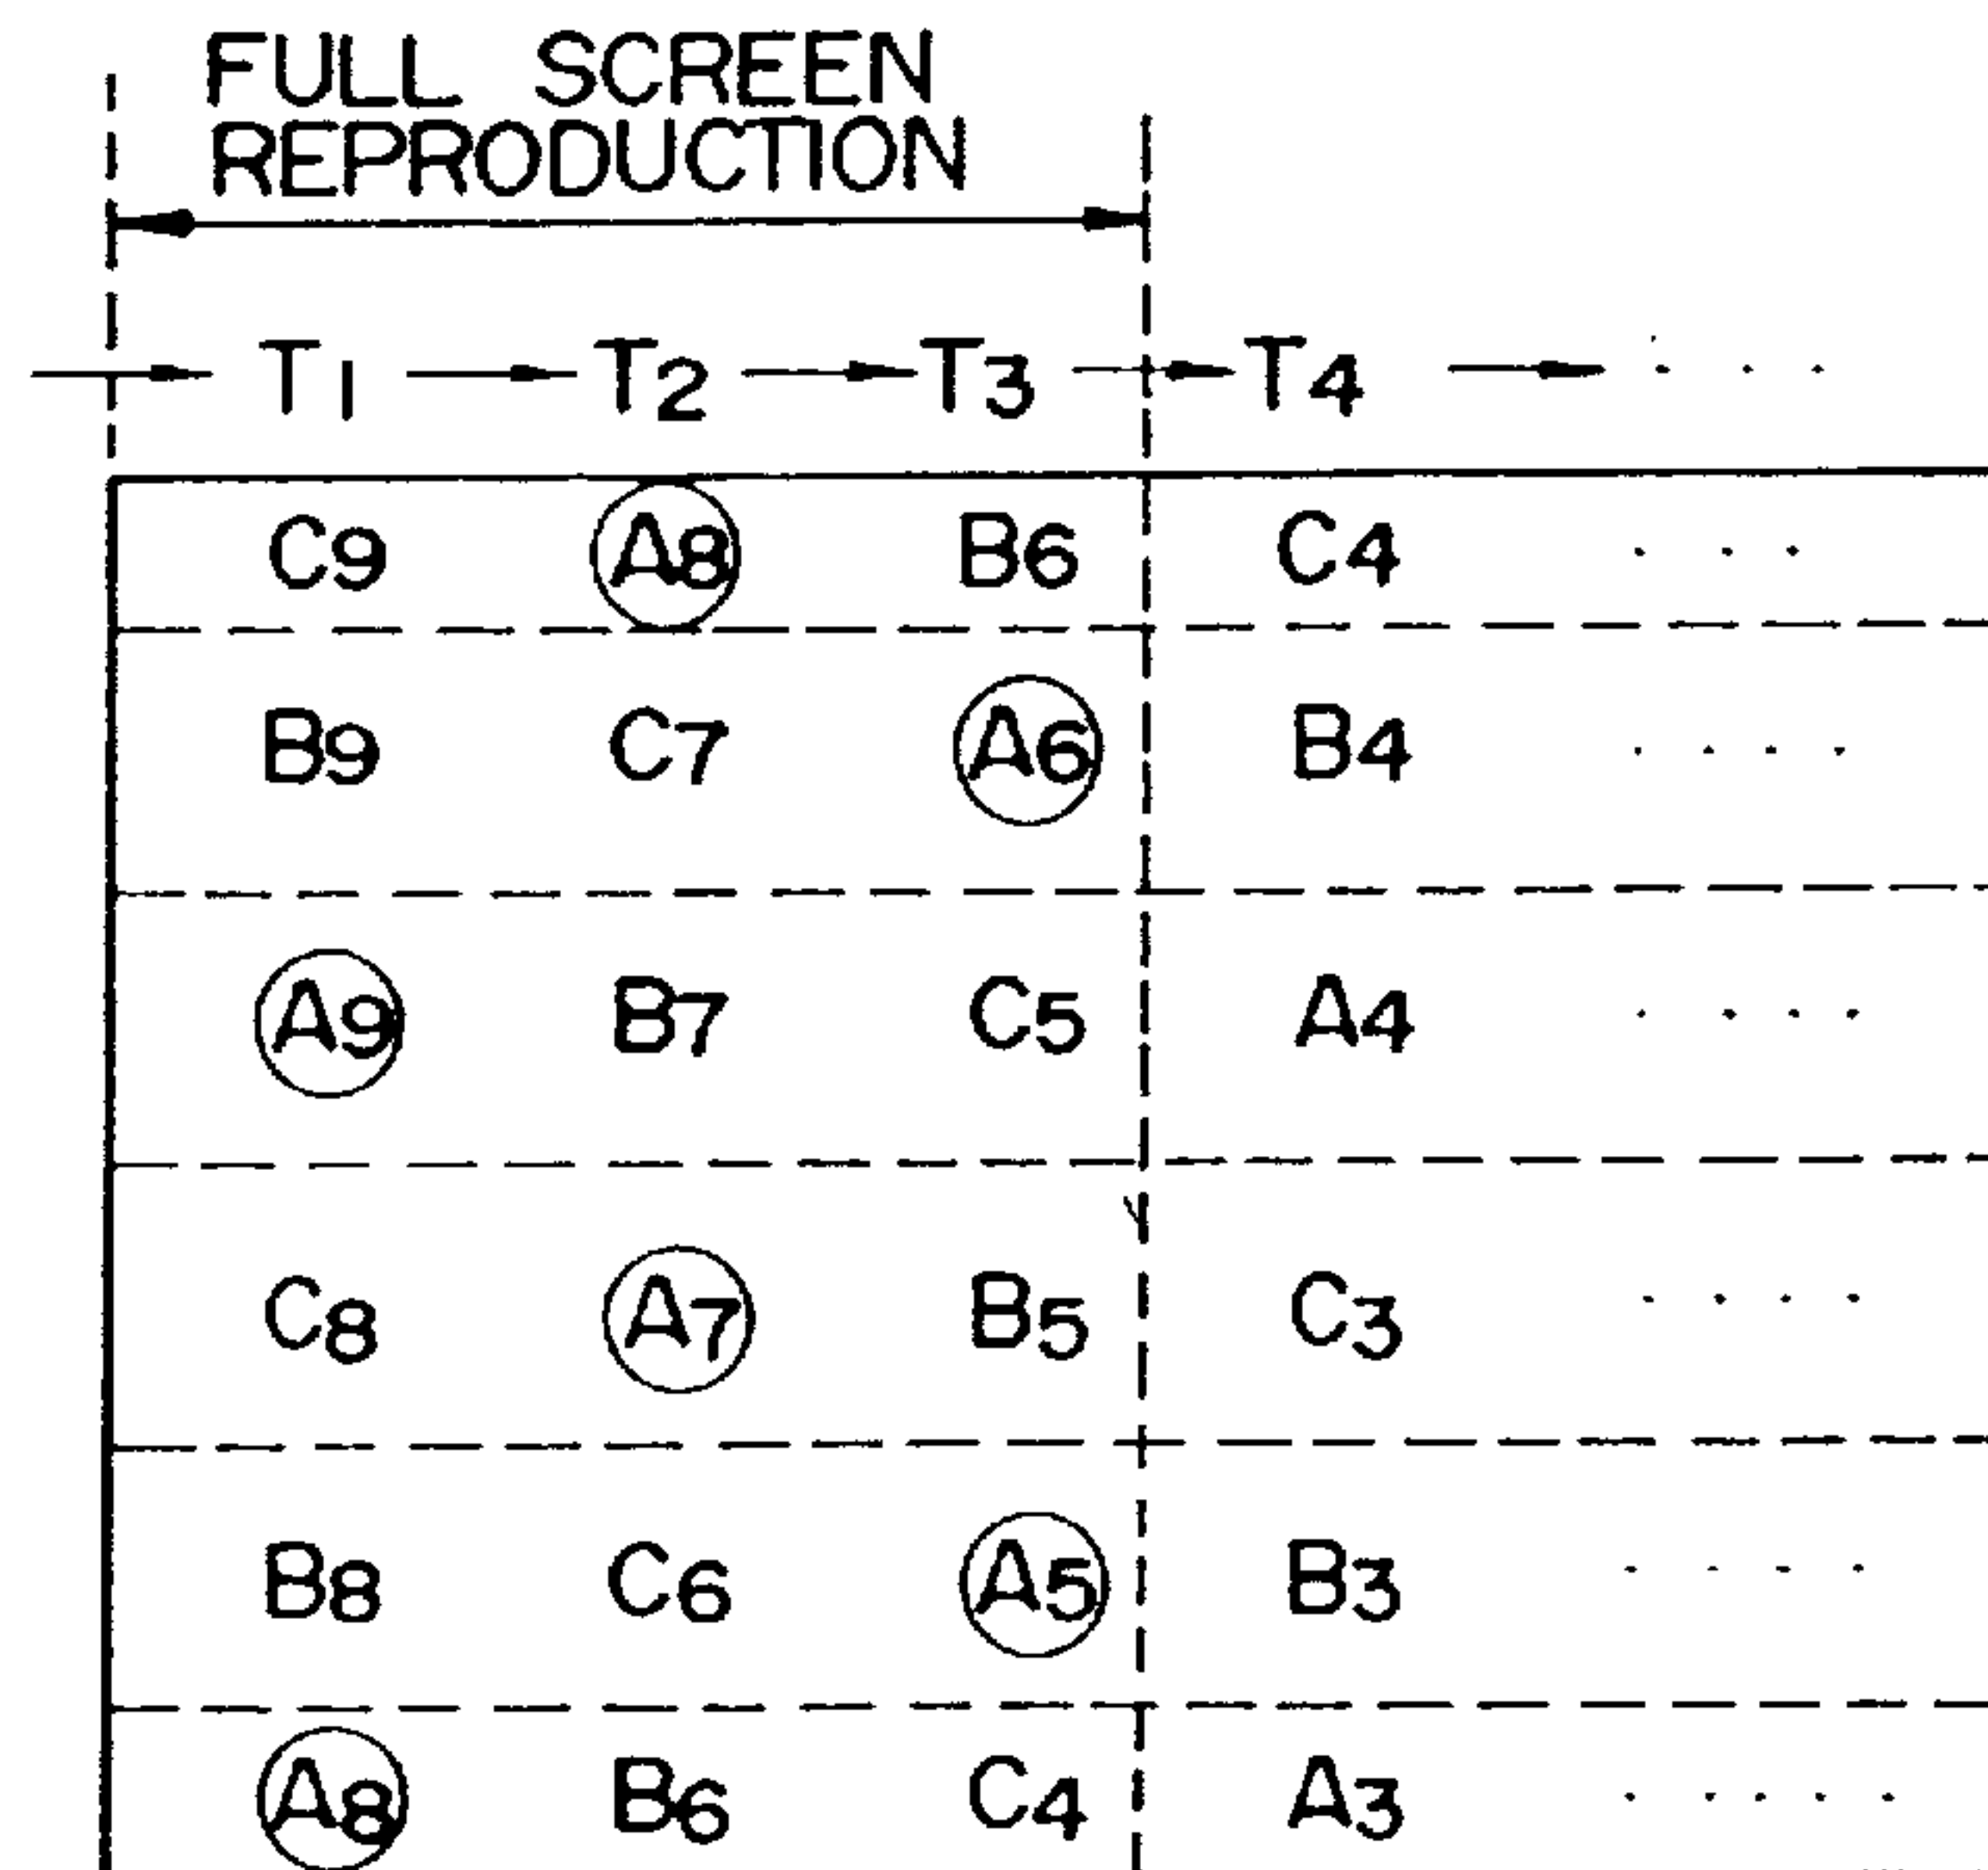 FULL SCREEN
REPRODUCTION
T1 T2 T3 T4 . . .
C9 A8 B6 C4 . . .
B9 C7 A6 B4 . . . .
A9 B7 C5 A4 . . . .
C8 A7 B5 C3 . . . .
B8 C6 A5 B3 . . . .
A8 B6 C4 A3 . . . . .